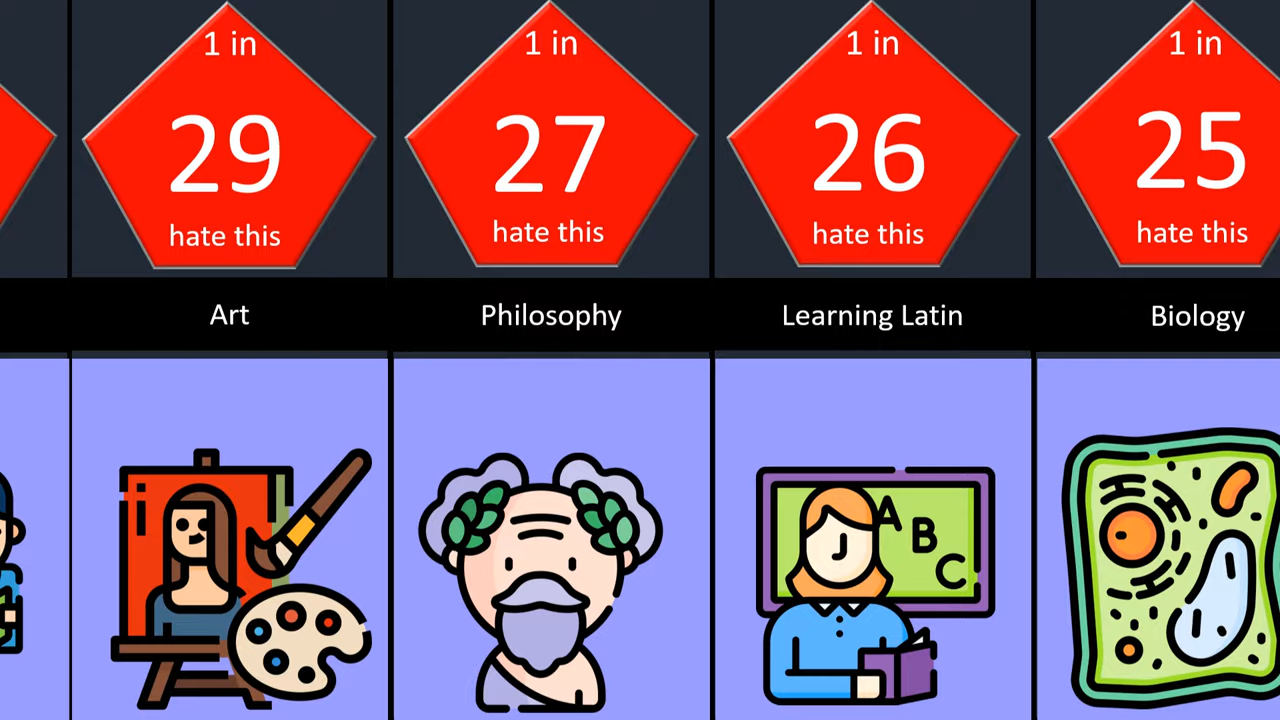 1 in
29
hate this
Art
1 in
27
hate this
Philosophy
1 in
26
hate this
Learning Latin
A
B
C
1 in
25
hate this
Biology